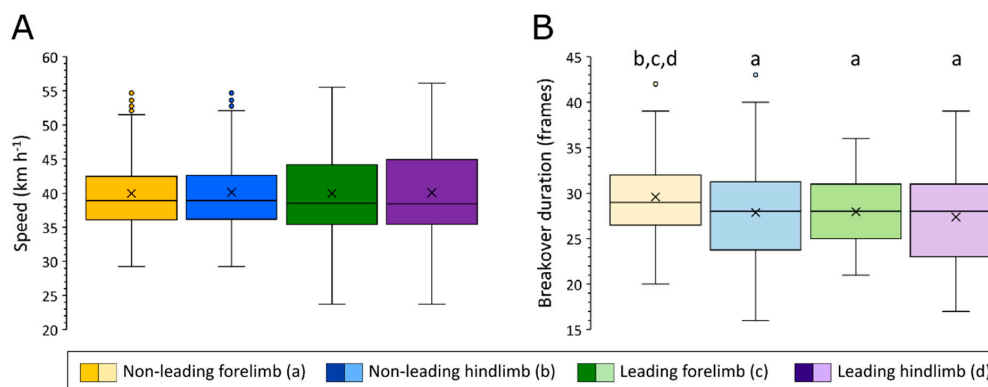 A
B
Speed (km h⁻¹)
60
55
50
45
40
35
30
25
20
Breakover duration (frames)
45
40
35
30
25
20
15
b,c,d a a a
Non-leading forelimb (a) Non-leading hindlimb (b) Leading forelimb (c) Leading hindlimb (d)